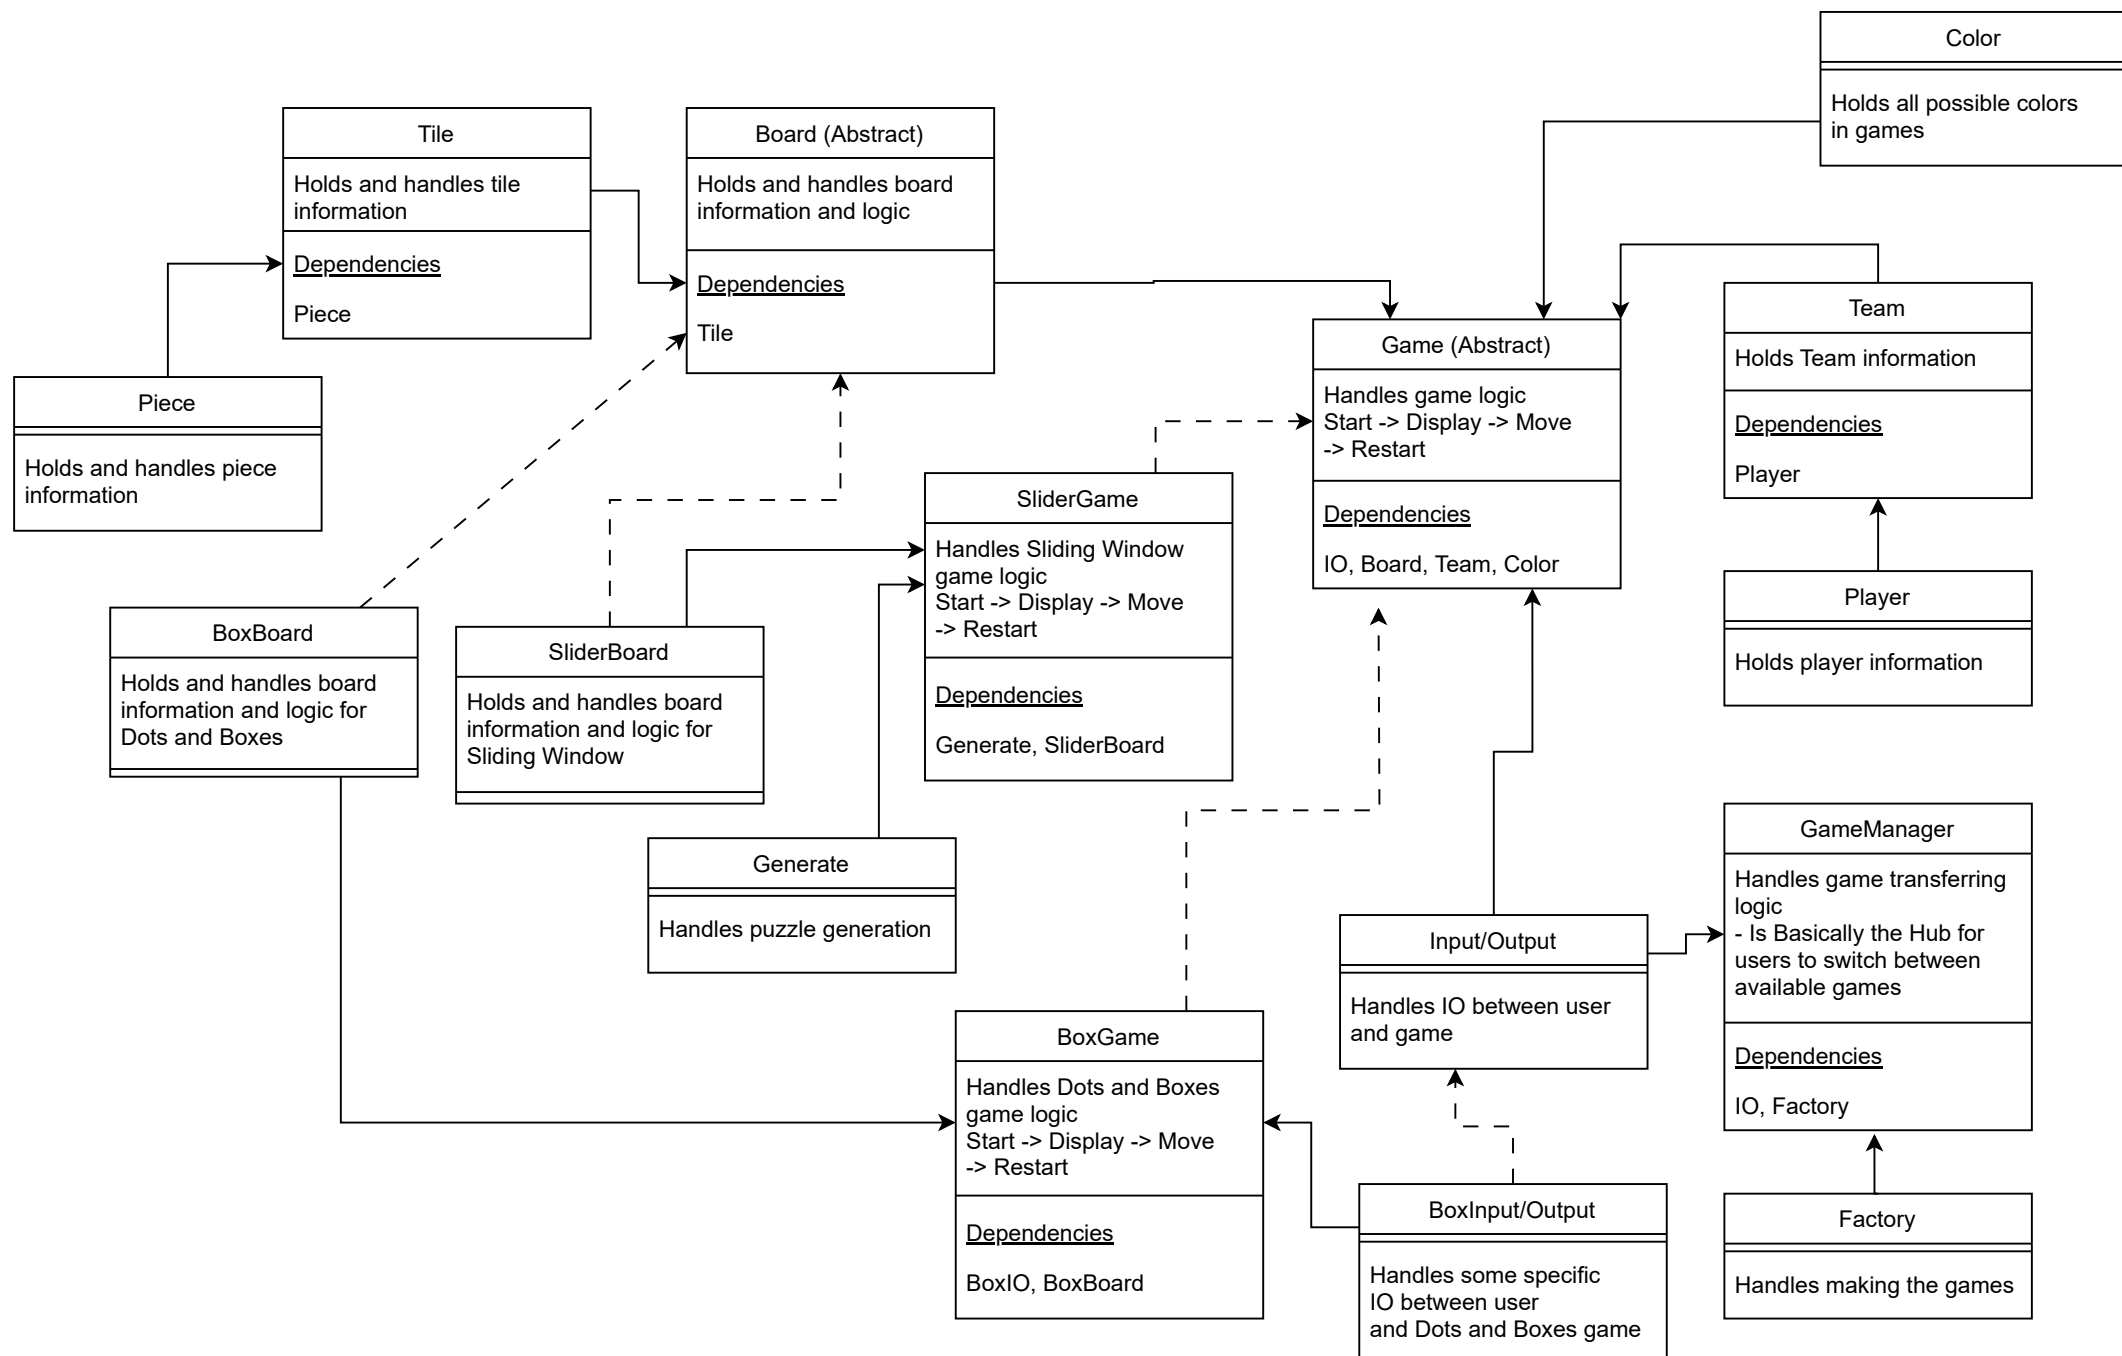 Color
Holds all possible colors
in games
Tile
Holds and handles tile
information
Dependencies
Piece
Board (Abstract)
Holds and handles board
information and logic
Dependencies
Tile
Piece
Holds and handles piece
information
Game (Abstract)
Handles game logic
Start -> Display -> Move
-> Restart
Dependencies
IO, Board, Team, Color
Team
Holds Team information
Dependencies
Player
SliderGame
Handles Sliding Window
game logic
Start -> Display -> Move
-> Restart
Dependencies
Generate, SliderBoard
Player
Holds player information
BoxBoard
Holds and handles board
information and logic for
Dots and Boxes
SliderBoard
Holds and handles board
information and logic for
Sliding Window
Generate
Handles puzzle generation
GameManager
Handles game transferring
logic
- Is Basically the Hub for
users to switch between
available games
Dependencies
IO, Factory
Input/Output
Handles IO between user
and game
BoxGame
Handles Dots and Boxes
game logic
Start -> Display -> Move
-> Restart
Dependencies
BoxIO, BoxBoard
BoxInput/Output
Handles some specific
IO between user
and Dots and Boxes game
Factory
Handles making the games